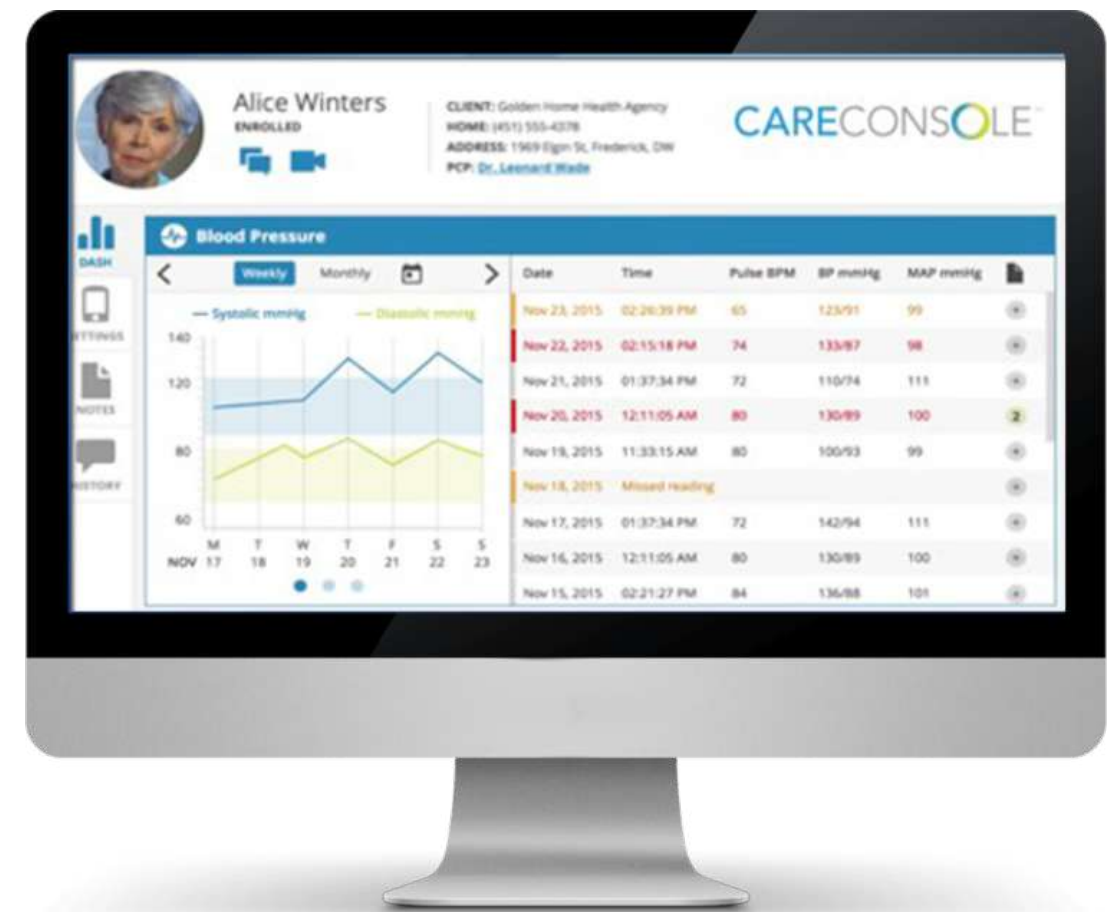 Alice Winters
ENROLLED
CLIENT: Golden Home Health Agency
HOME: (451) 555-4378
ADDRESS: 1969 Elgin St, Frederick, DW
PCP: Dr. Leonard Wade
CARECONSOLE™
DASH
ETTINGS
NOTES
HISTORY
Blood Pressure
Weekly Monthly
Systolic mmHg Diastolic mmHg
140
120
80
60
M T W T F S S
NOV 17 18 19 20 21 22 23
Date Time Pulse BPM BP mmHg MAP mmHg
Nov 23, 2015 02:26:39 PM 65 123/91 99
Nov 22, 2015 02:15:18 PM 74 133/87 98
Nov 21, 2015 01:37:34 PM 72 110/74 111
Nov 20, 2015 12:11:05 AM 80 130/89 100 2
Nov 19, 2015 11:33:15 AM 80 100/93 99
Nov 18, 2015 Missed reading
Nov 17, 2015 01:37:34 PM 72 142/94 111
Nov 16, 2015 12:11:05 AM 80 130/89 100
Nov 15, 2015 02:21:27 PM 84 136/88 101